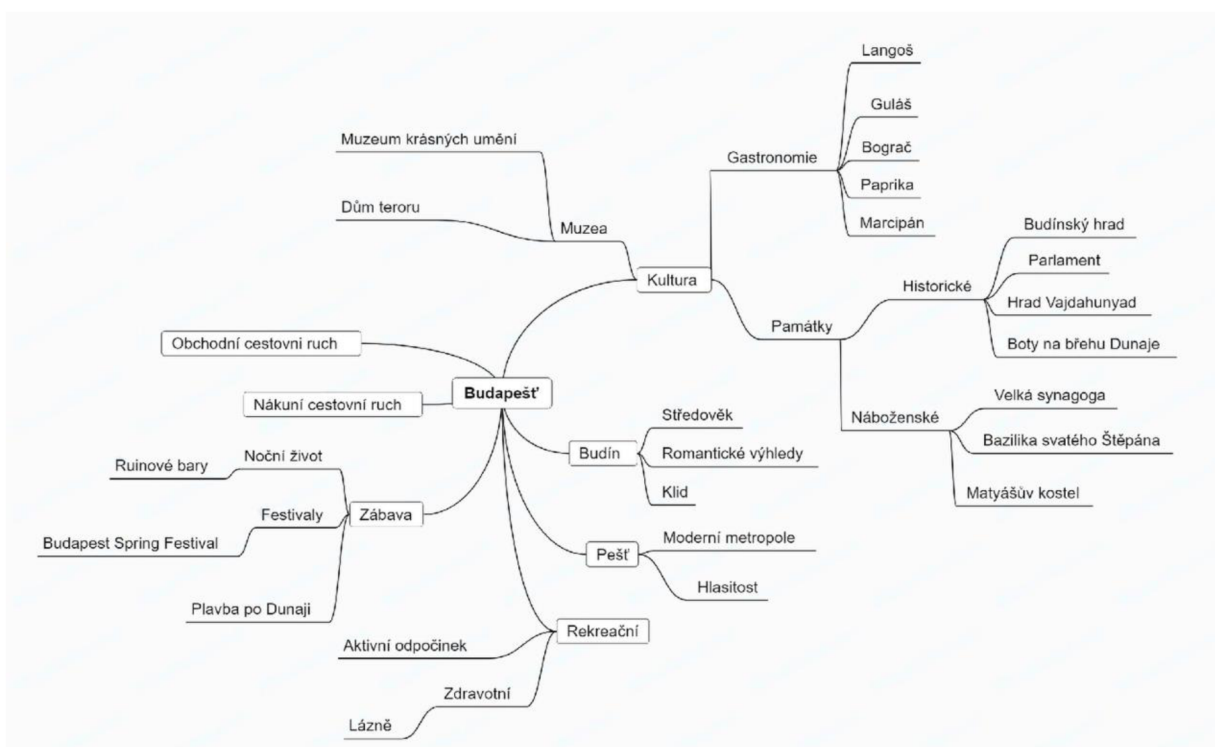 Budapešť
Kultura
Gastronomie
Langoš
Guláš
Bograč
Paprika
Marcipán
Památky
Historické
Budínský hrad
Parlament
Hrad Vajdahunyad
Boty na břehu Dunaje
Náboženské
Velká synagoga
Bazilika svatého Štěpána
Matyášův kostel
Muzea
Muzeum krásných umění
Dům teroru
Obchodní cestovni ruch
Nákuní cestovní ruch
Zábava
Noční život
Ruinové bary
Festivaly
Budapest Spring Festival
Plavba po Dunaji
Budín
Středověk
Romantické výhledy
Klid
Pešť
Moderní metropole
Hlasitost
Rekreační
Aktivní odpočinek
Zdravotní
Lázně